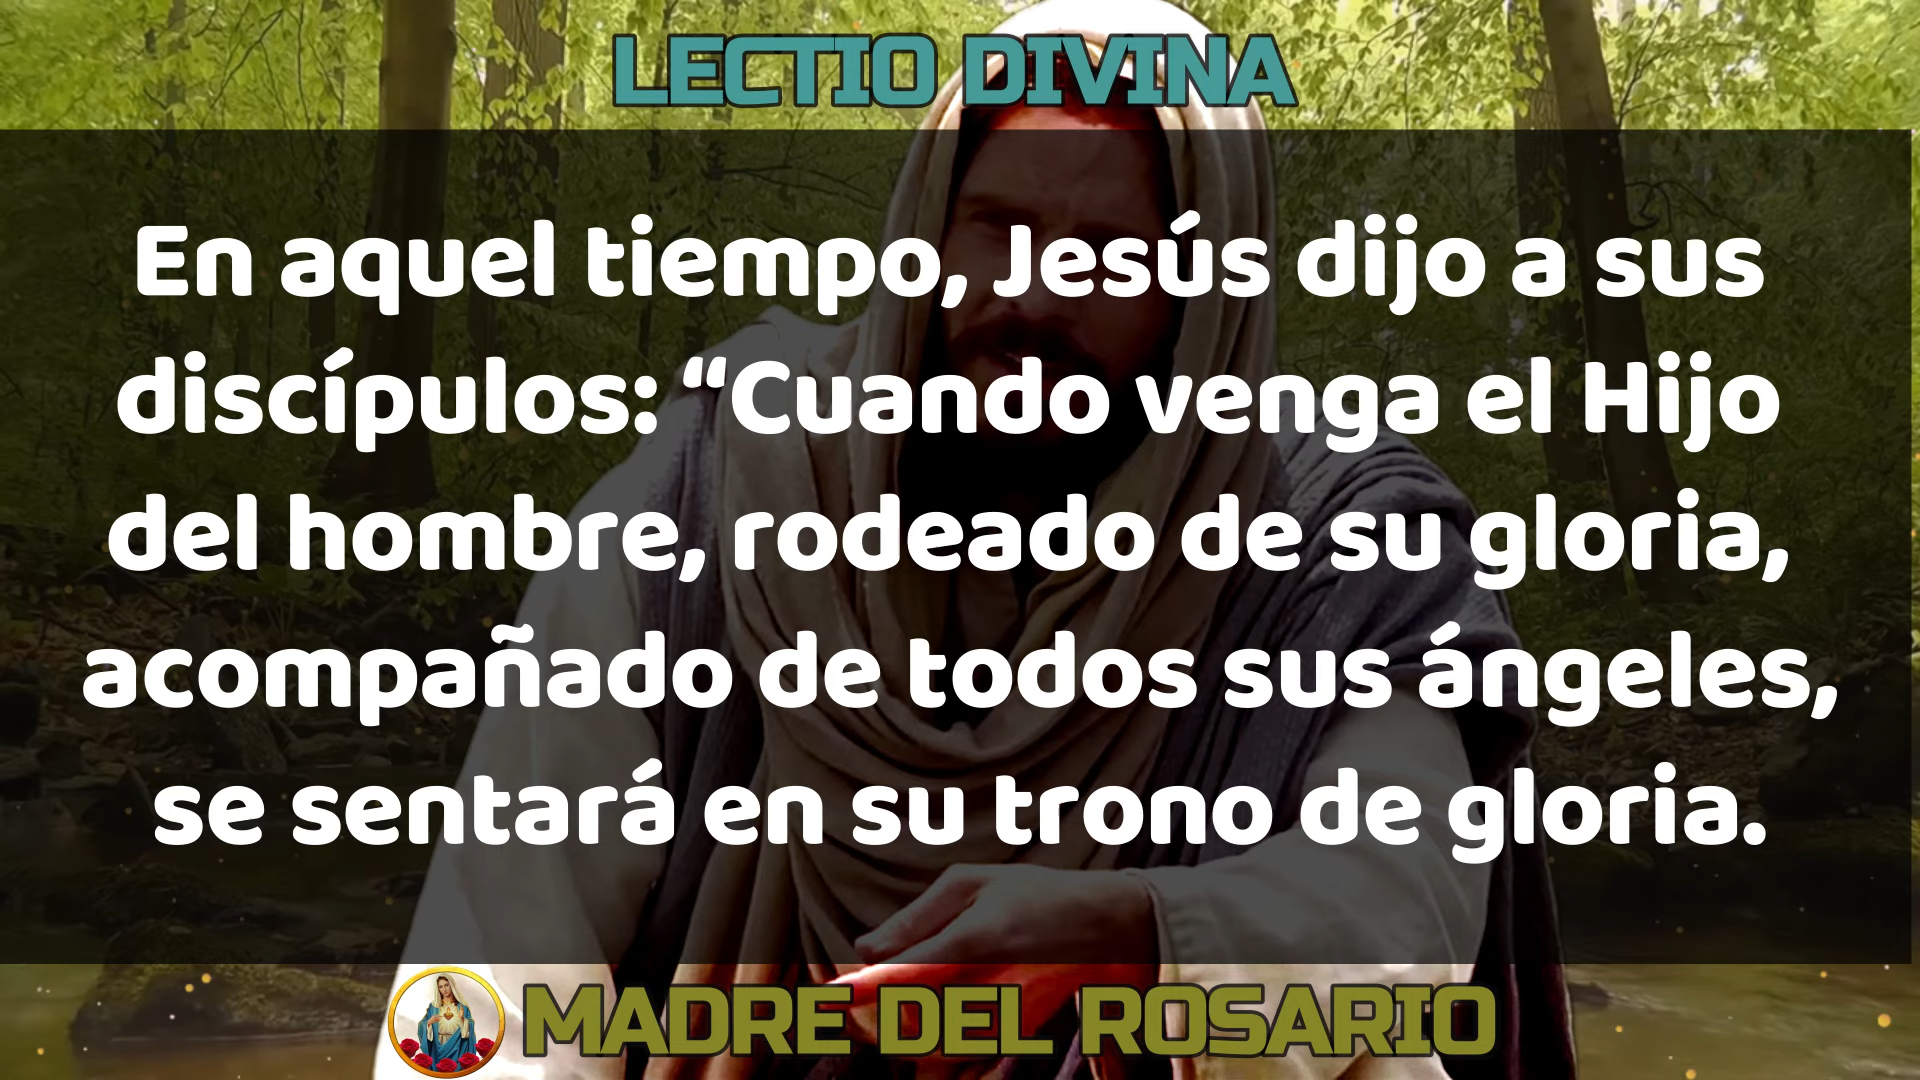 LECTIO DIVINA
En aquel tiempo, Jesús dijo a sus
discípulos: “Cuando venga el Hijo
del hombre, rodeado de su gloria,
acompañado de todos sus ángeles,
se sentará en su trono de gloria.
MADRE DEL ROSARIO